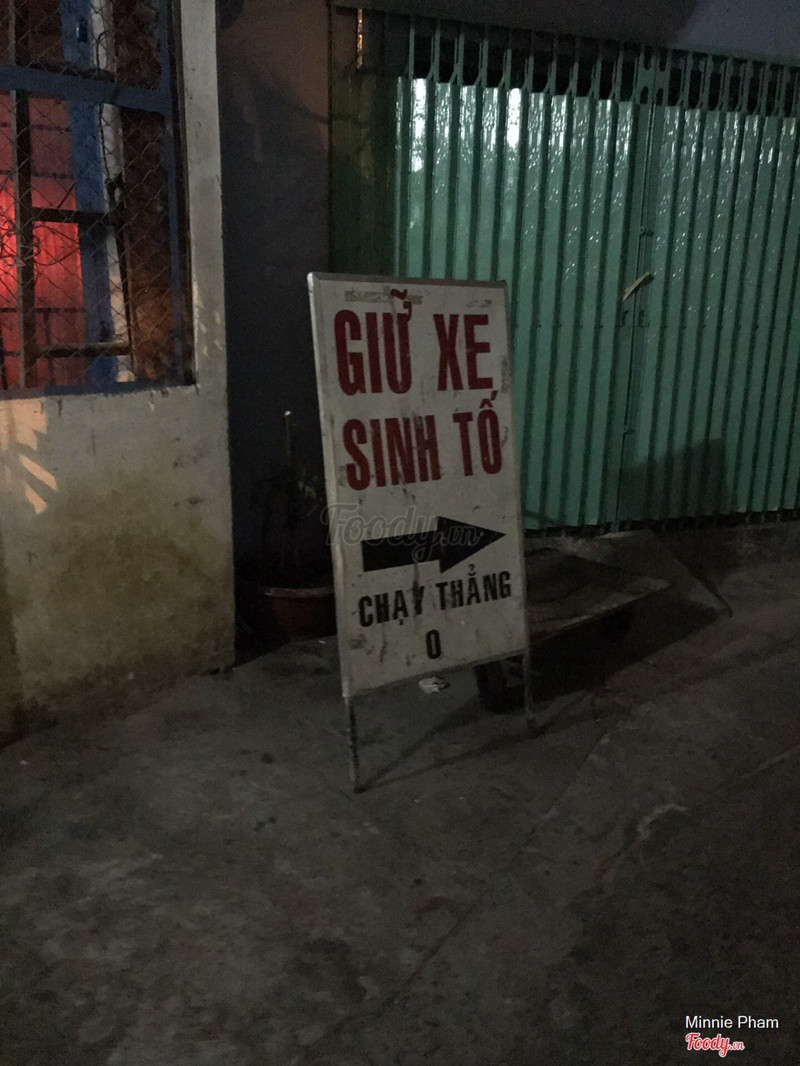 GIỮ XE
SINH TỐ
Foody.vn
CHẠY THẲNG
0
Minnie Pham
Foody.vn